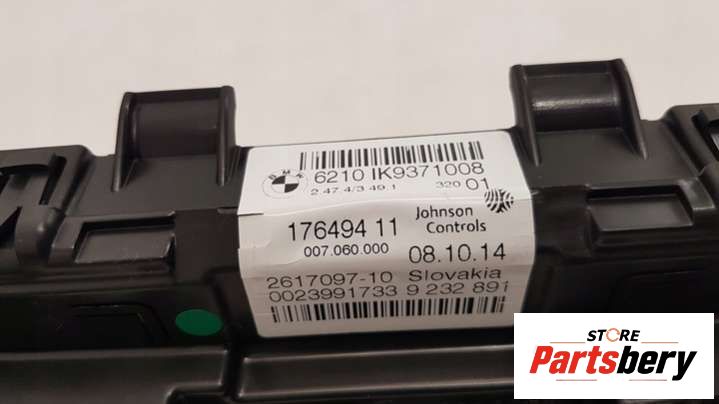 BMW
6210 IK9371008
2 47 4/3 49.1 320 01
176494 11 Johnson Controls
007.060.000 08.10.14
2617097-10 Slovakia
0023991733 9 232 891
STORE
Partsbery